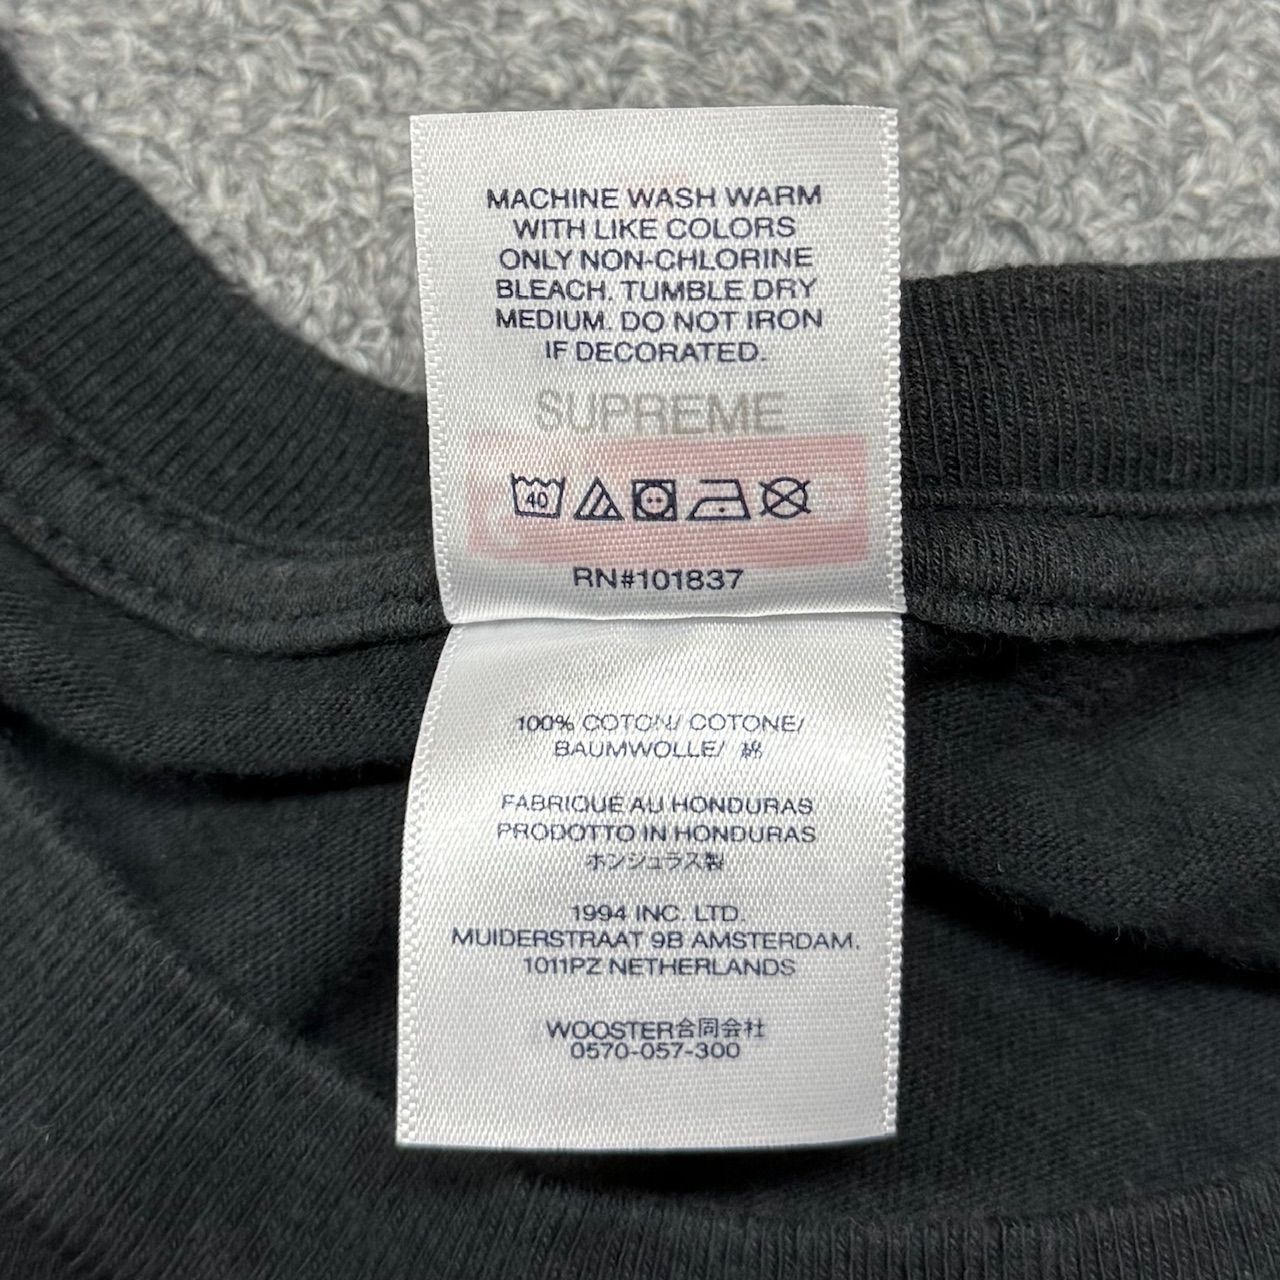 MACHINE WASH WARM
WITH LIKE COLORS
ONLY NON-CHLORINE
BLEACH. TUMBLE DRY
MEDIUM. DO NOT IRON
IF DECORATED.
SUPREME
40
RN#101837
100% COTON/ COTONE/
BAUMWOLLE/ 綿
FABRIQUÉ AU HONDURAS
PRODOTTO IN HONDURAS
ホンジュラス製
1994 INC. LTD.
MUIDERSTRAAT 9B AMSTERDAM.
1011PZ NETHERLANDS
WOOSTER合同会社
0570-057-300